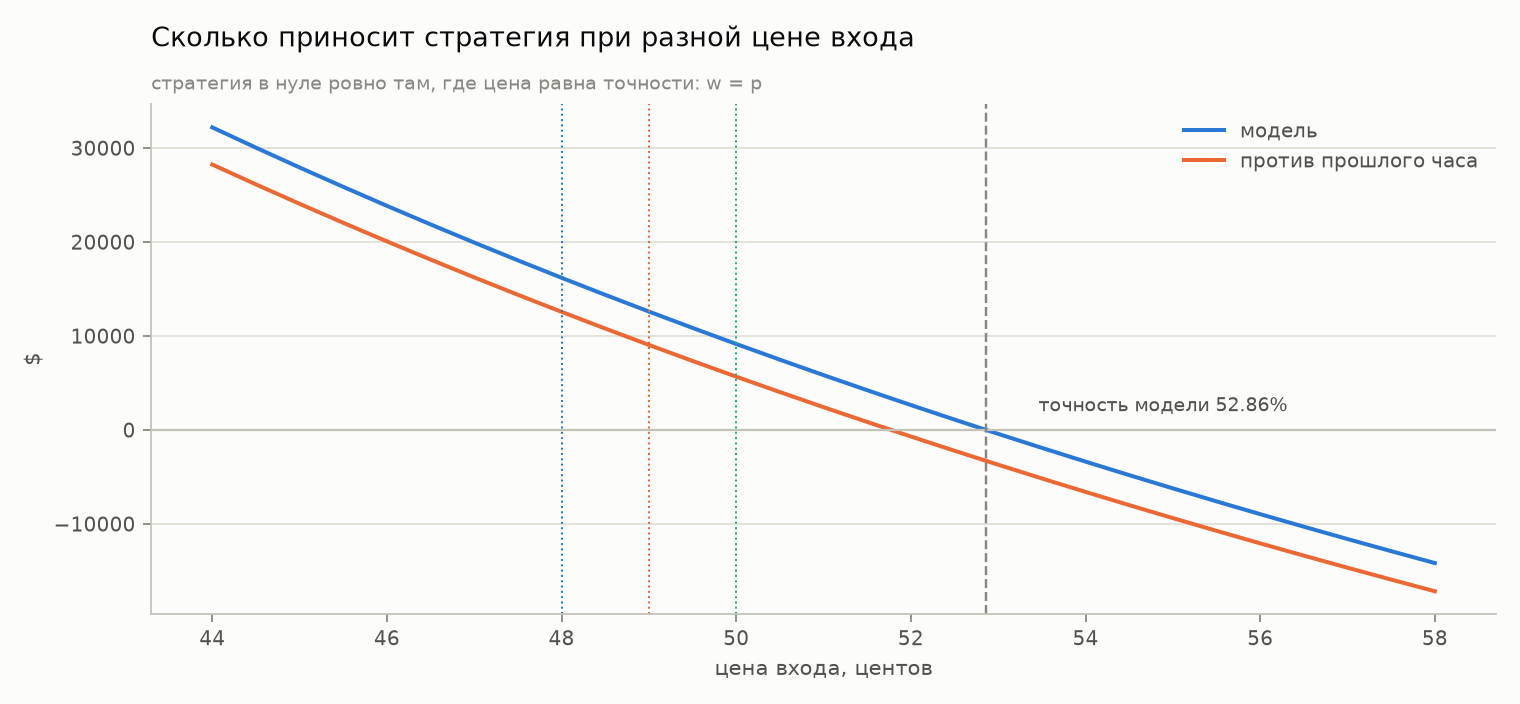 Сколько приносит стратегия при разной цене входа
стратегия в нуле ровно там, где цена равна точности: w = p
модель
против прошлого часа
30000
20000
10000
0
−10000
$
точность модели 52.86%
44
46
48
50
52
54
56
58
цена входа, центов